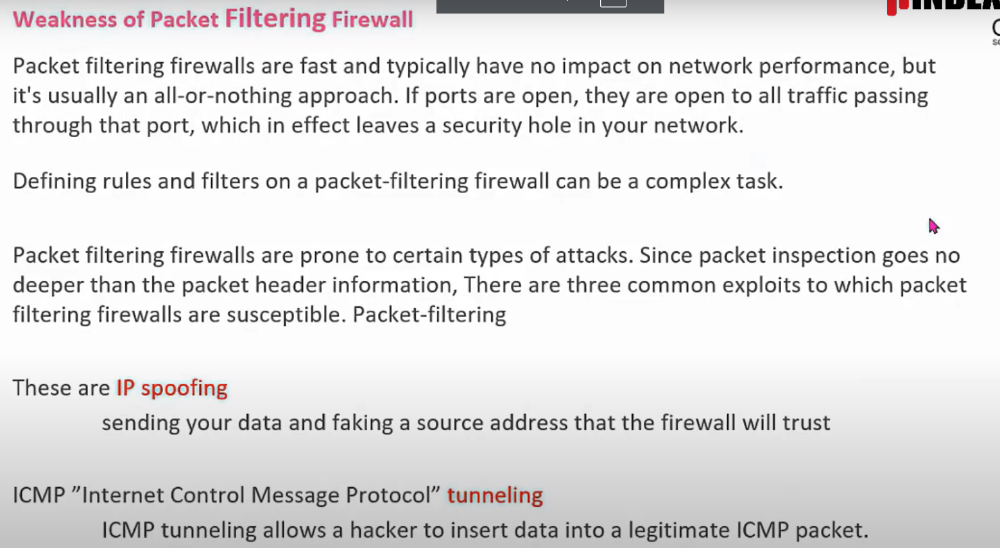 Weakness of Packet Filtering Firewall
Packet filtering firewalls are fast and typically have no impact on network performance, but
it's usually an all-or-nothing approach. If ports are open, they are open to all traffic passing
through that port, which in effect leaves a security hole in your network.
Defining rules and filters on a packet-filtering firewall can be a complex task.
Packet filtering firewalls are prone to certain types of attacks. Since packet inspection goes no
deeper than the packet header information, There are three common exploits to which packet
filtering firewalls are susceptible. Packet-filtering
These are IP spoofing
sending your data and faking a source address that the firewall will trust
ICMP ”Internet Control Message Protocol” tunneling
ICMP tunneling allows a hacker to insert data into a legitimate ICMP packet.